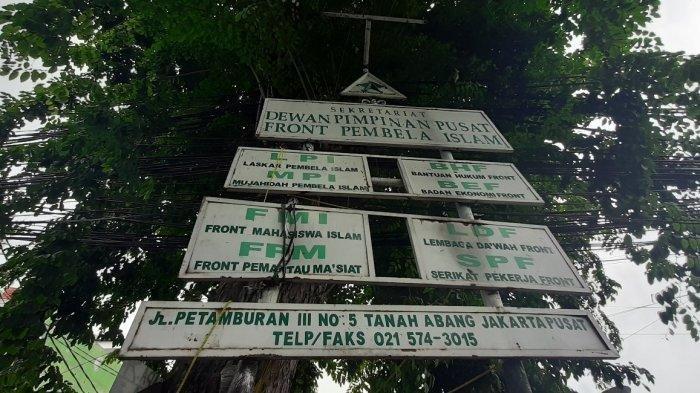 SEKRETARIAT
DEWAN PIMPINAN PUSAT
FRONT PEMBELA ISLAM
LPI
LASKAR PEMBELA ISLAM
MPI
MUJAHIDAH PEMBELA ISLAM
BHF
BANTUAN HUKUM FRONT
BEF
BADAN EKONOMI FRONT
FMI
FRONT MAHASISWA ISLAM
FPM
FRONT PEMANTAU MA'SIAT
LDF
LEMBAGA DA'WAH FRONT
SPF
SERIKAT PEKERJA FRONT
JL. PETAMBURAN III NO. 5 TANAH ABANG JAKARTA PUSAT
TELP/FAKS 021 574-3015